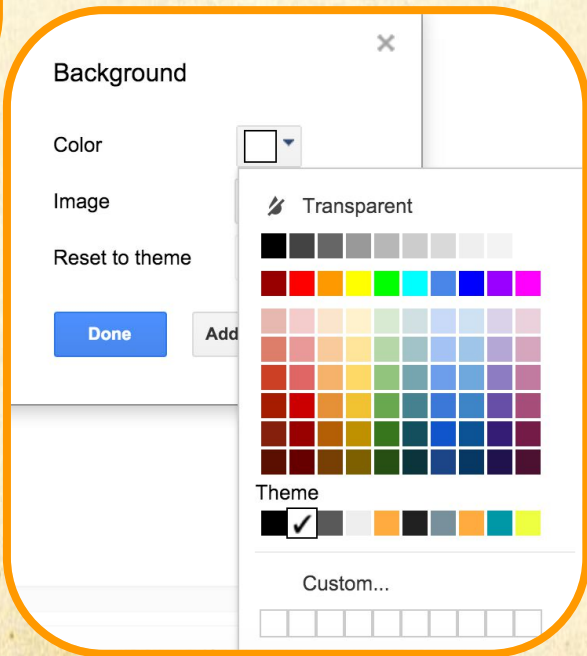 Background
Color
Image
Reset to theme
Done
Add
Transparent
Theme
Custom...